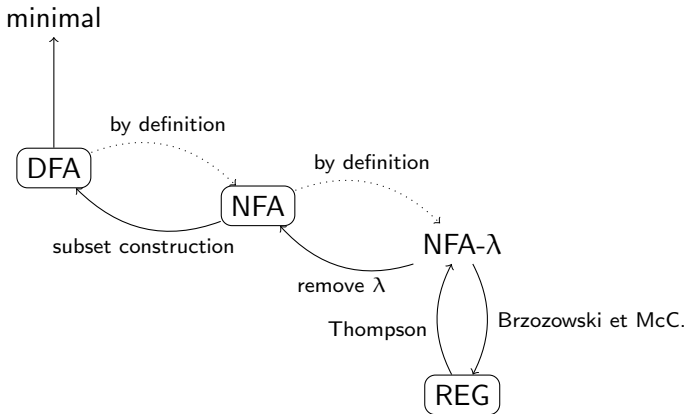 minimal
by definition
DFA
by definition
NFA
subset construction
NFA-λ
remove λ
Thompson
Brzozowski et McC.
REG